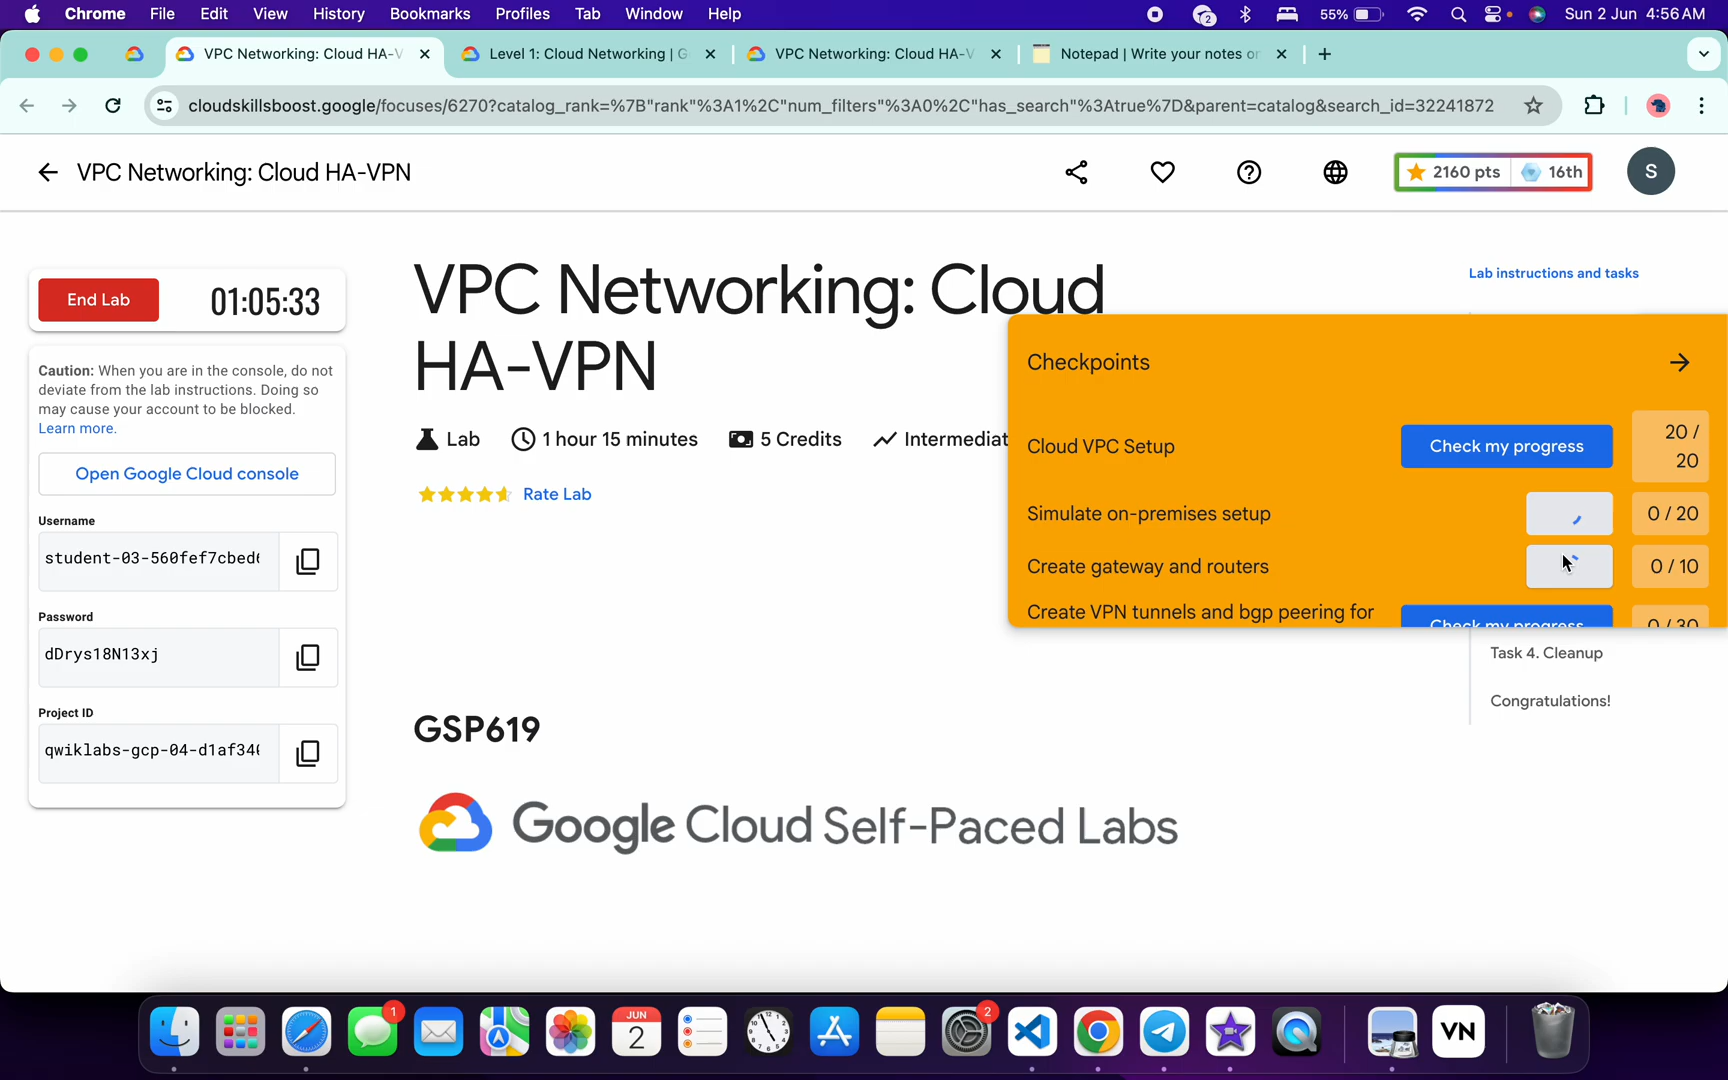 Chrome File Edit View History Bookmarks Profiles Tab Window Help 2 55% Sun 2 Jun 4:56 AM
VPC Networking: Cloud HA-V Level 1: Cloud Networking | G VPC Networking: Cloud HA-V Notepad | Write your notes or
cloudskillsboost.google/focuses/6270?catalog_rank=%7B"rank"%3A1%2C"num_filters"%3A0%2C"has_search"%3Atrue%7D&parent=catalog&search_id=32241872
VPC Networking: Cloud HA-VPN 2160 pts 16th S
End Lab 01:05:33
Caution: When you are in the console, do not
deviate from the lab instructions. Doing so
may cause your account to be blocked.
Learn more.
Open Google Cloud console
Username
student-03-560fef7cbed
Password
dDrys18N13xj
Project ID
qwiklabs-gcp-04-d1af34
VPC Networking: Cloud
HA-VPN
Lab 1 hour 15 minutes 5 Credits Intermediat
Rate Lab
GSP619
Google Cloud Self-Paced Labs
Lab instructions and tasks
Checkpoints
Cloud VPC Setup Check my progress 20 /
20
Simulate on-premises setup 0 / 20
Create gateway and routers 0 / 10
Create VPN tunnels and bgp peering for Check my progress 0 / 30
Task 4. Cleanup
Congratulations!
1 JUN 2 2 VN